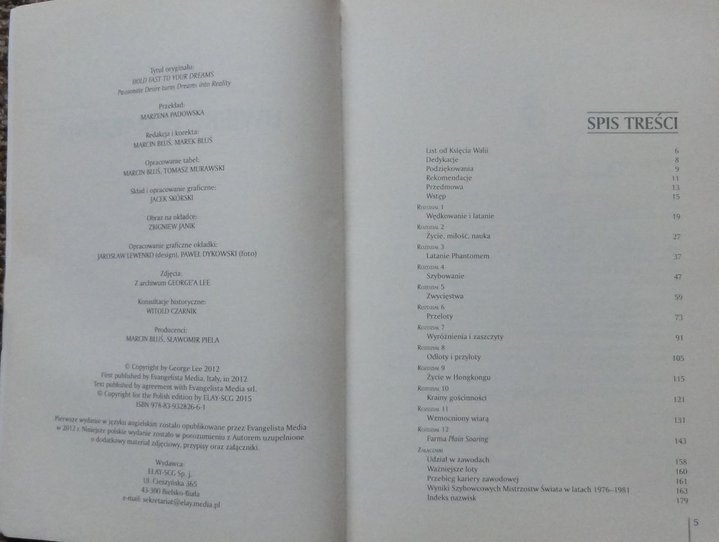 Tytuł oryginału:
HOLD FAST TO YOUR DREAMS
Passionate Desire turns Dreams into Reality
Przekład:
MARZENA PADOWSKA
Redakcja i korekta:
MARCIN BLUŚ, MAREK BLUŚ
Opracowanie tabel:
MARCIN BLUŚ, TOMASZ MURAWSKI
Skład i opracowanie graficzne:
JACEK SKÓRSKI
Obraz na okładce:
ZBIGNIEW JANIK
Opracowanie graficzne okładki:
JAROSŁAW LEWENKO (design), PAWEŁ DYKOWSKI (foto)
Zdjęcia:
Z archiwum GEORGE'A LEE
Konsultacje historyczne:
WITOLD CZARNIK
Producenci:
MARCIN BLUŚ, SŁAWOMIR PIELA
© Copyright by George Lee 2012
First published by Evangelista Media, Italy, in 2012
Text published by agreement with Evangelista Media srl.
© Copyright for the Polish edition by ELAY-SCG 2015
ISBN 978-83-932826-6-1
Pierwsze wydanie w języku angielskim zostało opublikowane przez Evangelista Media
w 2012 r. Niniejsze polskie wydanie zostało w porozumieniu z Autorem uzupełnione
o dodatkowy materiał zdjęciowy, przypisy oraz załączniki.
Wydawca:
ELAY-SCG Sp. j.
18. Cieszyńska 365
43-300 Bielsko-Biała
e-mail: sekretariat@elay.media.pl
SPIS TREŚCI
List od Księcia Walii 6
Dedykacje 8
Podziękowania 9
Rekomendacje 11
Przedmowa 13
Wstęp 15
Rozdział 1
Wędkowanie i latanie 19
Rozdział 2
Życie, miłość, nauka 27
Rozdział 3
Latanie Phantomem 37
Rozdział 4
Szybowanie 47
Rozdział 5
Zwycięstwa 59
Rozdział 6
Przeloty 73
Rozdział 7
Wyróżnienia i zaszczyty 91
Rozdział 8
Odloty i przyloty 105
Rozdział 9
Życie w Hongkongu 115
Rozdział 10
Krainy gościnności 121
Rozdział 11
Wzmocniony wiarą 131
Rozdział 12
Farma Plain Soaring 143
Załączniki
Udział w zawodach 158
Ważniejsze loty 160
Przebieg kariery zawodowej 161
Wyniki Szybowcowych Mistrzostw Świata w latach 1976–1981 163
Indeks nazwisk 179
5